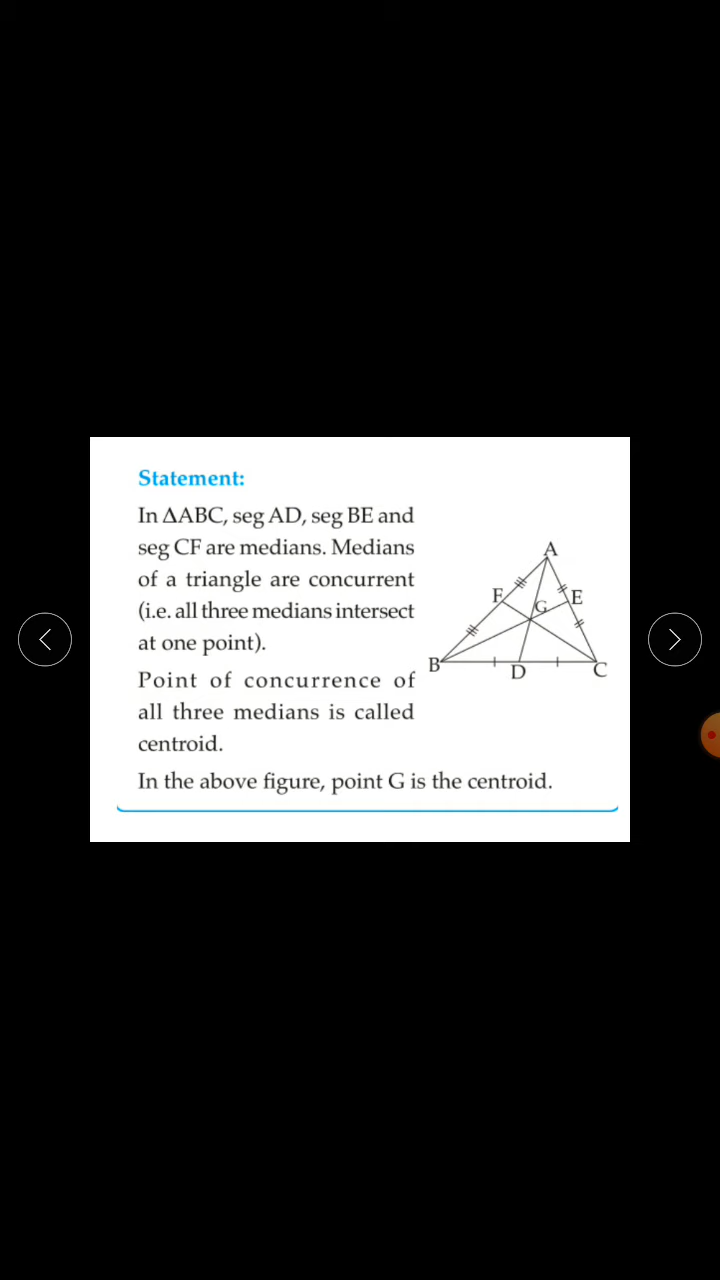 Statement:
In ΔABC, seg AD, seg BE and
seg CF are medians. Medians
of a triangle are concurrent
(i.e. all three medians intersect
at one point).
Point of concurrence of
all three medians is called
centroid.
In the above figure, point G is the centroid.
A
F
E
G
B
D
C